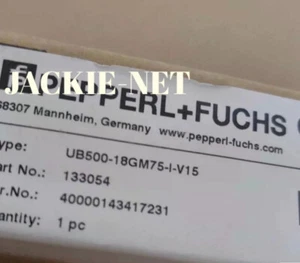 JACKIE-NET
PEPPERL+FUCHS
68307 Mannheim, Germany www.pepperl-fuchs.com
ype: UB500-18GM75-I-V15
art No.: 133054
r.No.: 40000143417231
uantity: 1 pc